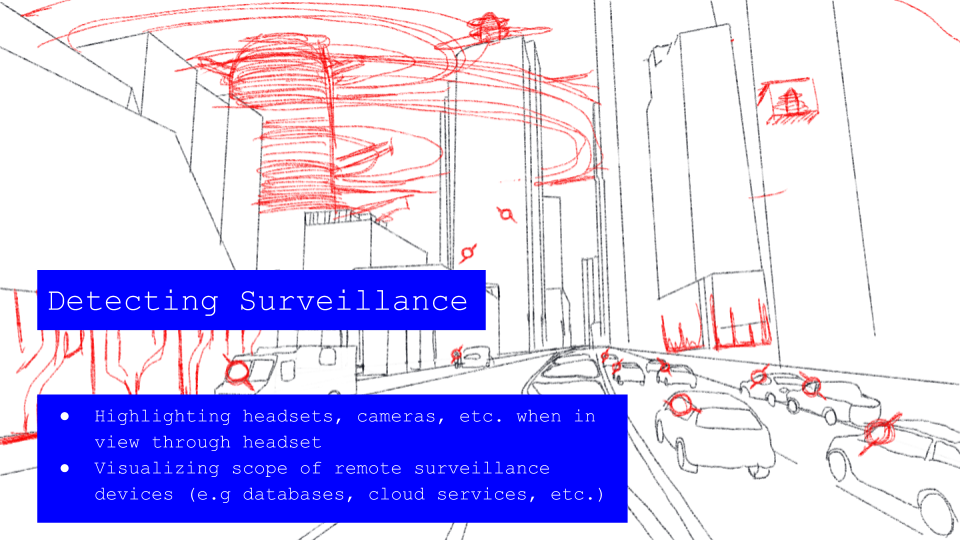 Detecting Surveillance
● Highlighting headsets, cameras, etc. when in
view through headset
● Visualizing scope of remote surveillance
devices (e.g databases, cloud services, etc.)